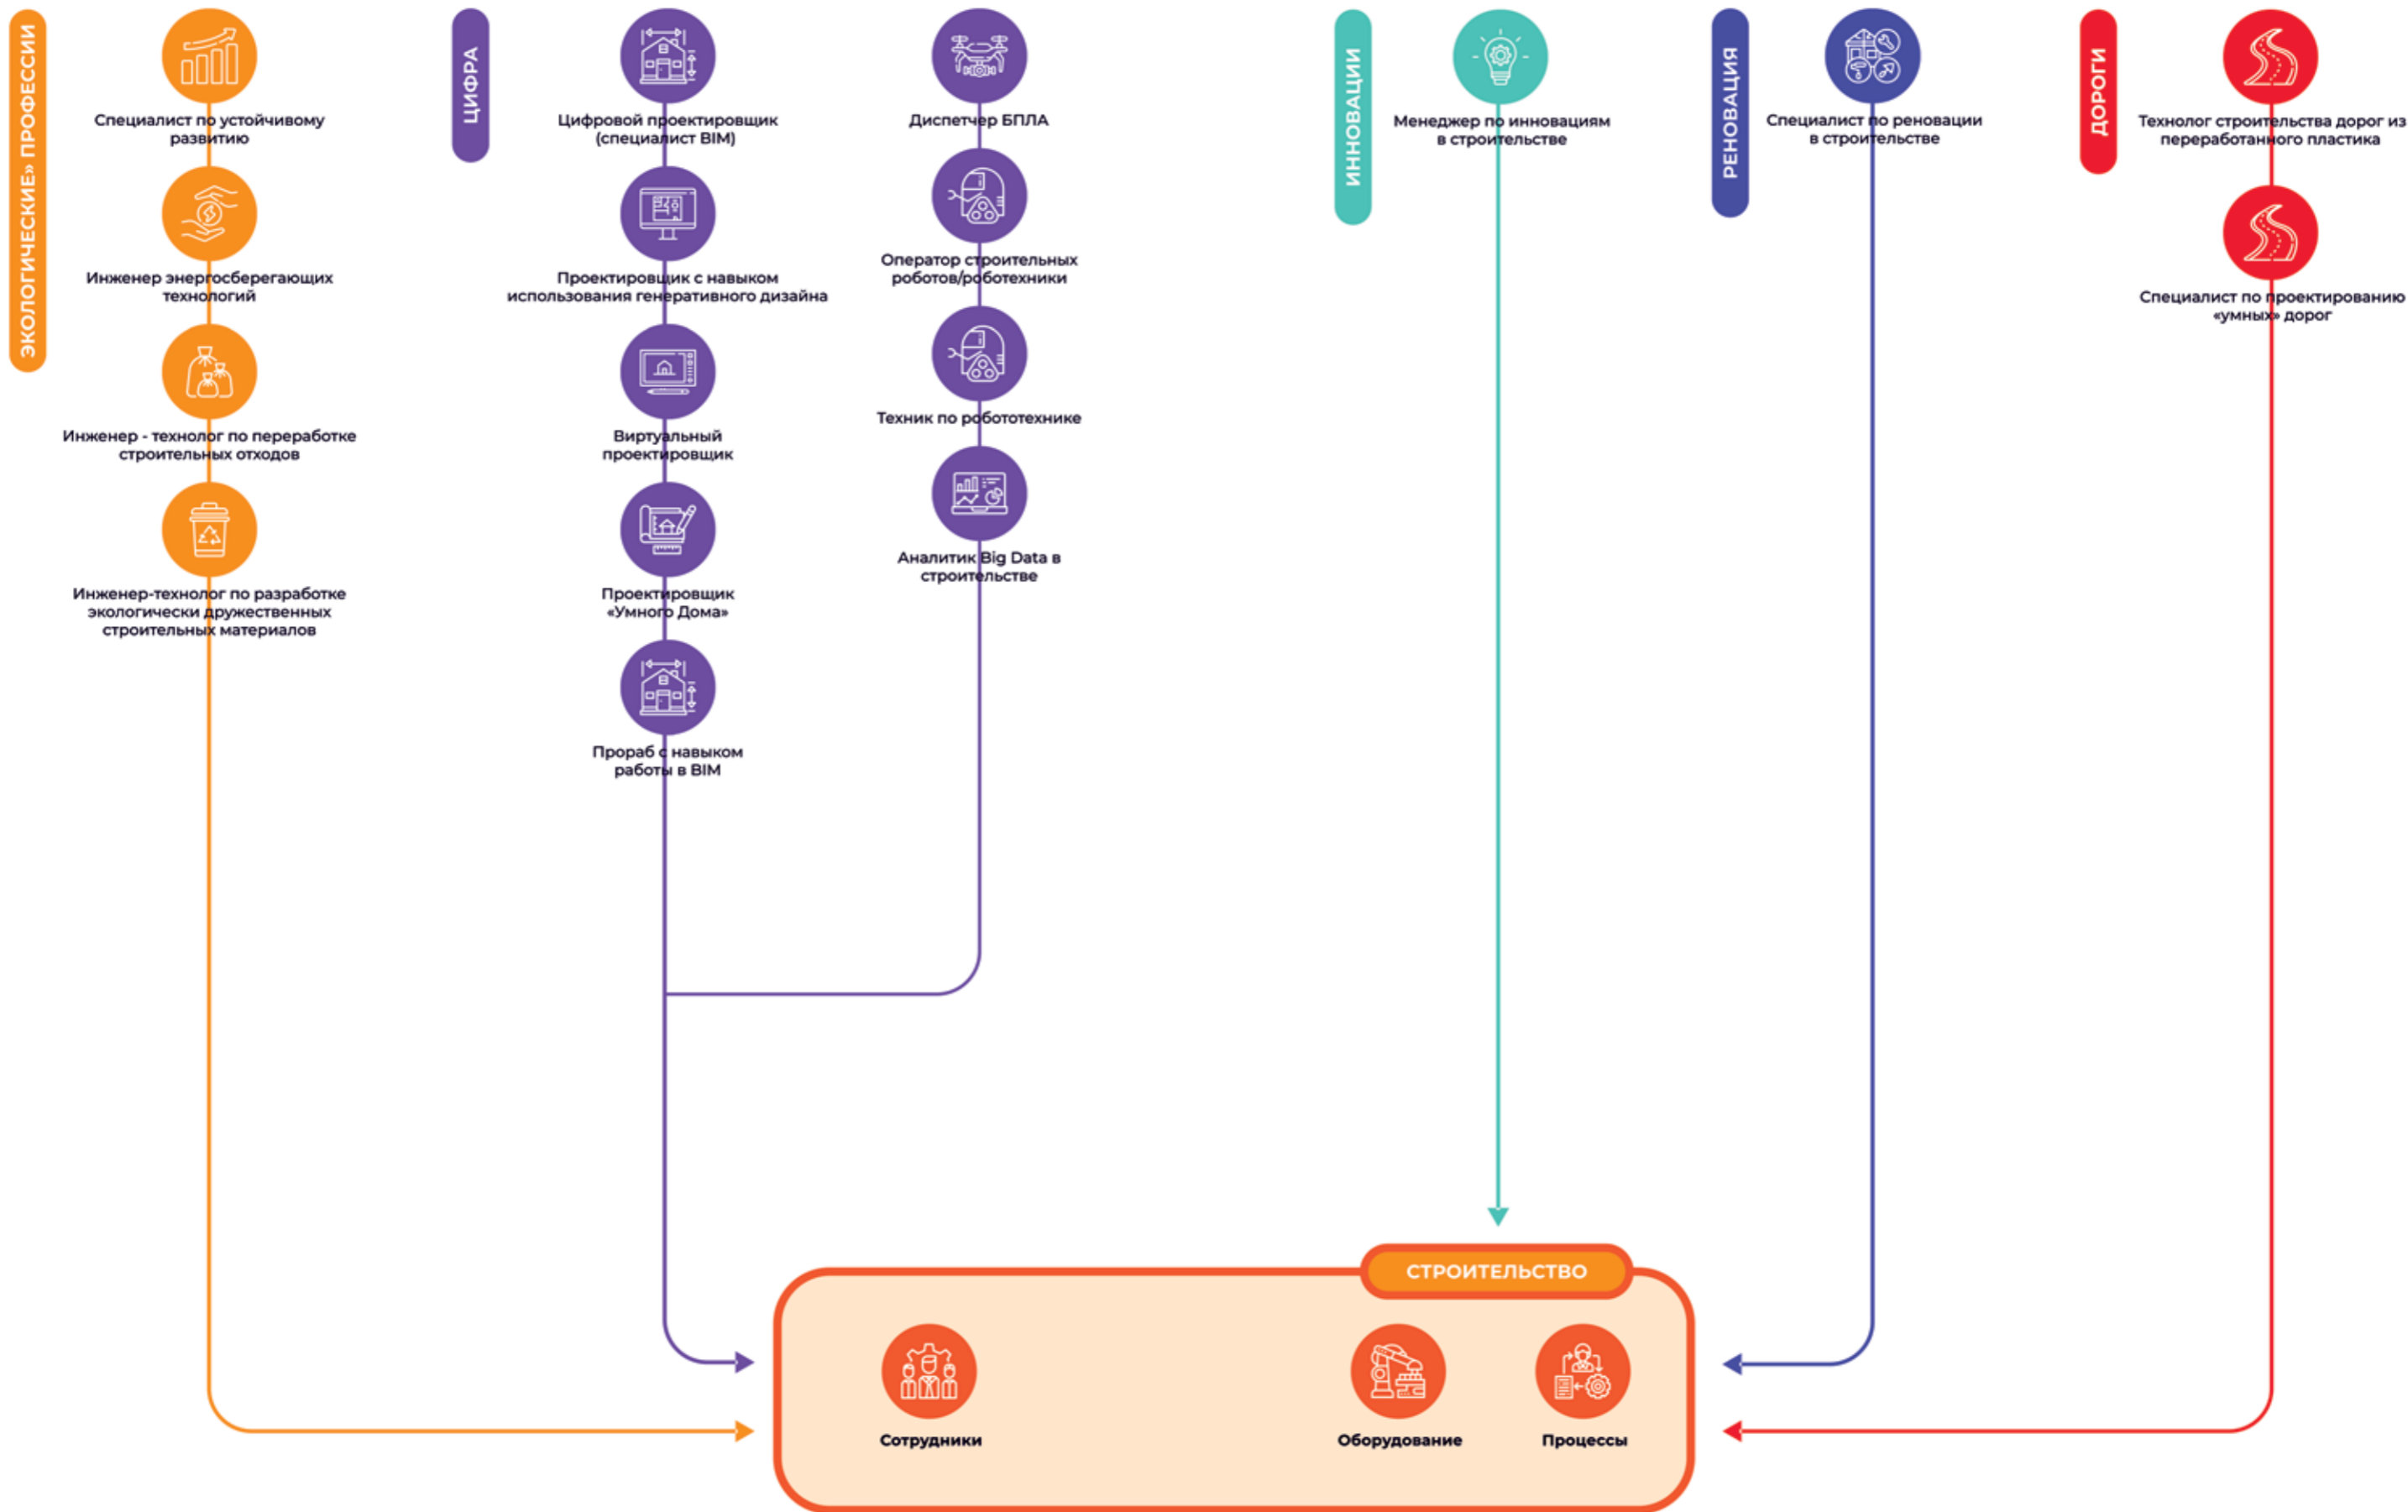 ЭКОЛОГИЧЕСКИЕ» ПРОФЕССИИ
Специалист по устойчивому
развитию
Инженер энергосберегающих
технологий
Инженер - технолог по переработке
строительных отходов
Инженер-технолог по разработке
экологически дружественных
строительных материалов
ЦИФРА
Цифровой проектировщик
(специалист BIM)
Проектировщик с навыком
использования генеративного дизайна
Виртуальный
проектировщик
Проектировщик
«Умного Дома»
Прораб с навыком
работы в BIM
Диспетчер БПЛА
Оператор строительных
роботов/роботехники
Техник по робототехнике
Аналитик Big Data в
строительстве
ИННОВАЦИИ
Менеджер по инновациям
в строительстве
РЕНОВАЦИЯ
Специалист по реновации
в строительстве
ДОРОГИ
Технолог строительства дорог из
переработанного пластика
Специалист по проектированию
«умных» дорог
СТРОИТЕЛЬСТВО
Сотрудники
Оборудование
Процессы